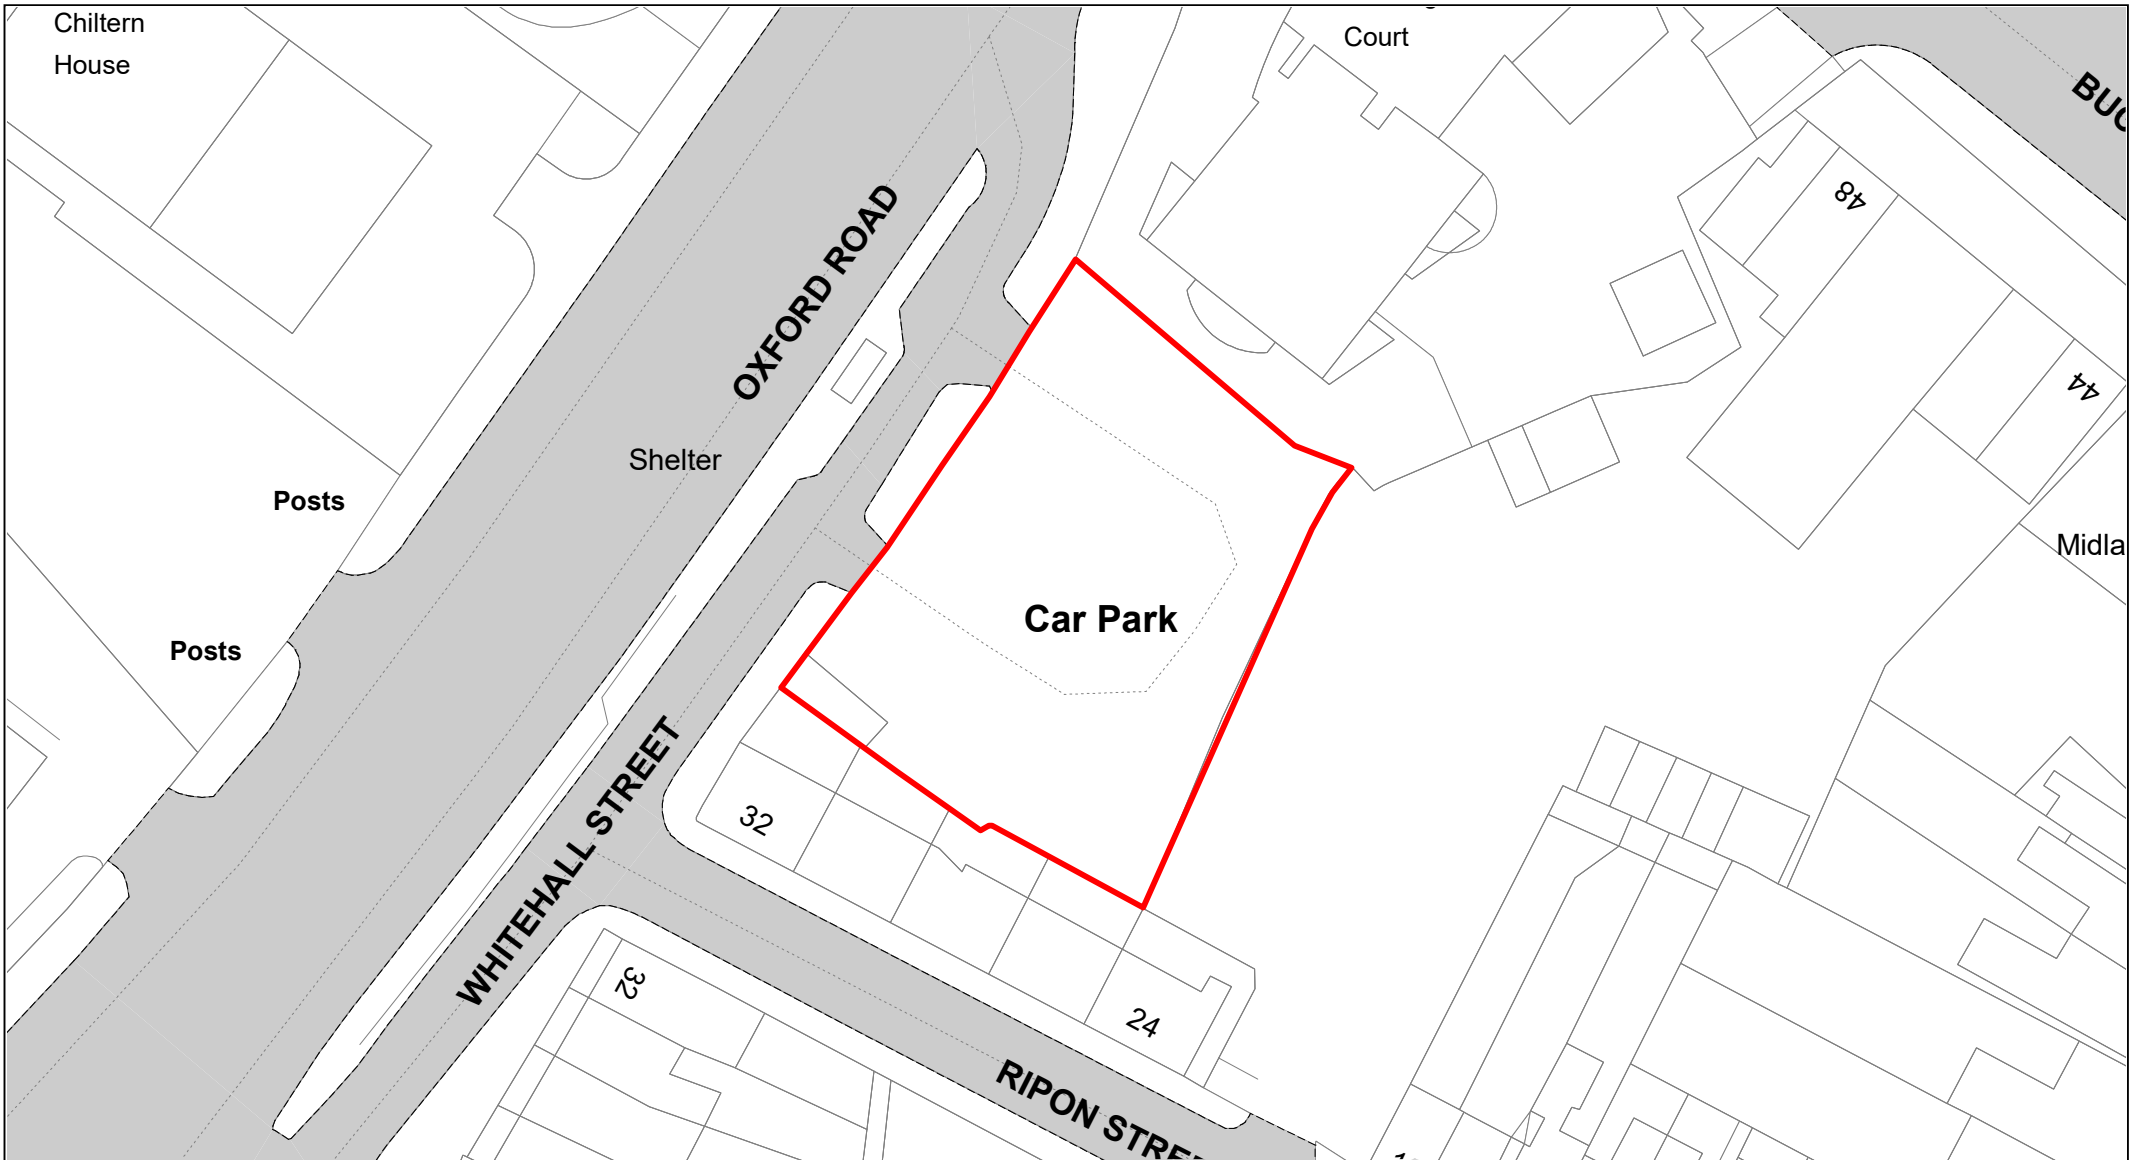 Chiltern
House
Court
BUC
48
OXFORD ROAD
44
Shelter
Posts
Midla
Car Park
Posts
WHITEHALL STREET
32
32
24
RIPON STREE